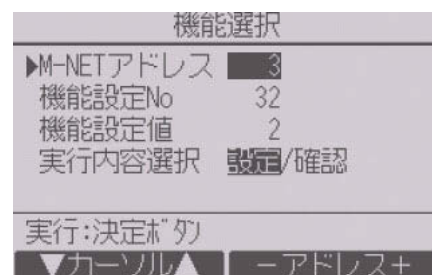 機能選択
▶M-NETアドレス 3
機能設定No 32
機能設定値 2
実行内容選択 設定/確認
実行:決定ボタン
▼カーソル▲ －アドレス＋